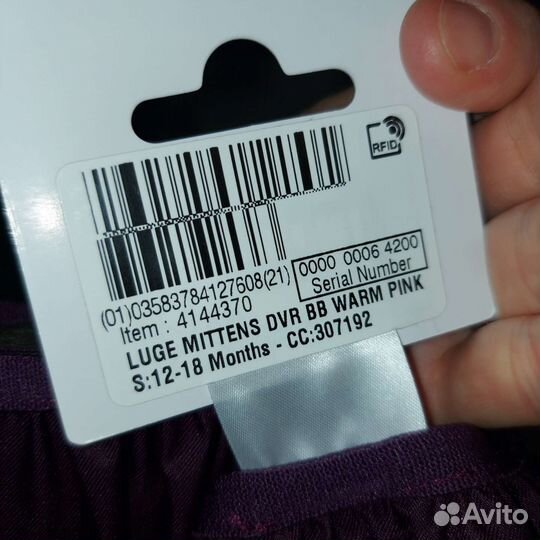 RFID
(01)03583784127608(21)
0000 0006 4200
Serial Number
Item : 4144370
LUGE MITTENS DVR BB WARM PINK
S:12-18 Months - CC:307192
Avito